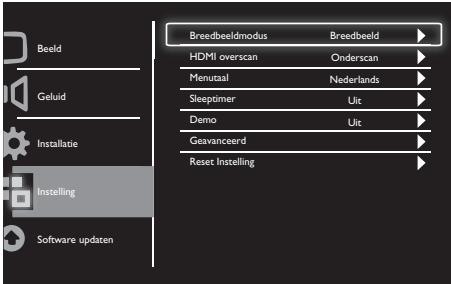 Beeld
Geluid
Installatie
Instelling
Software updaten
Breedbeeldmodus Breedbeeld
HDMI overscan Onderscan
Menutaal Nederlands
Sleeptimer Uit
Demo Uit
Geavanceerd
Reset Instelling